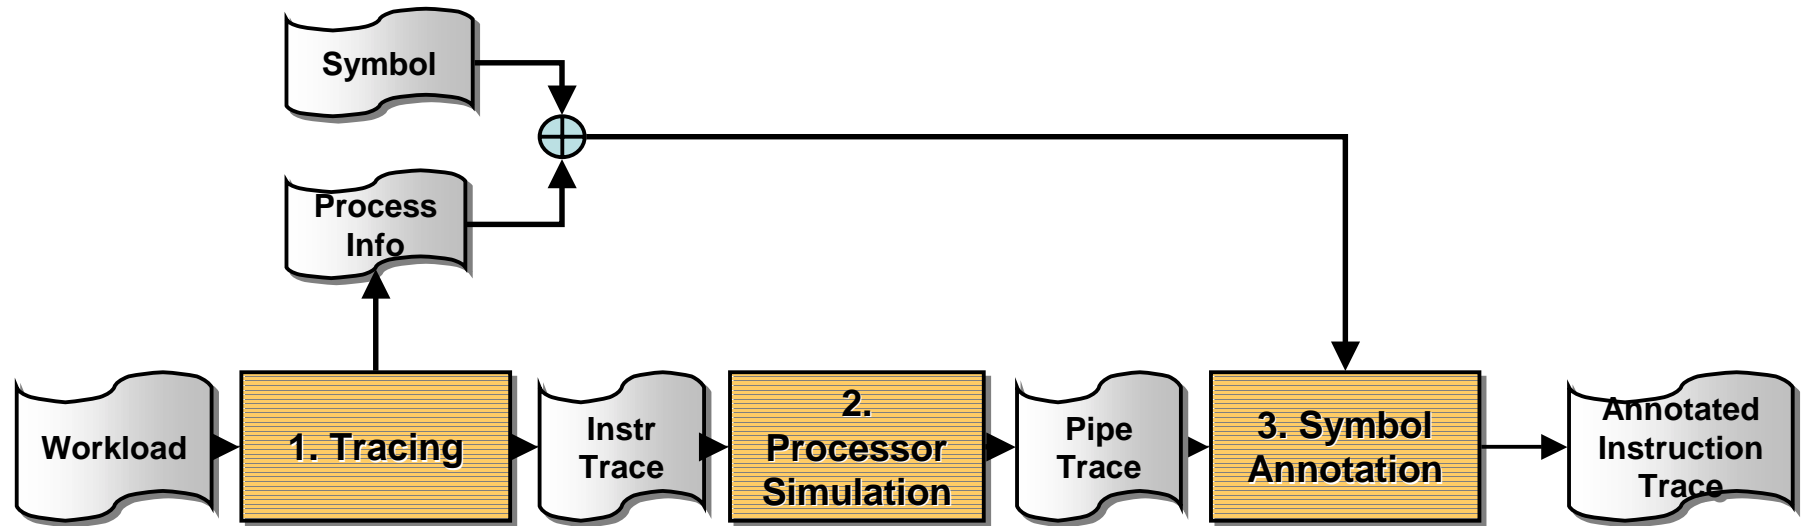 Symbol
Process
Info
Workload
1. Tracing
Instr
Trace
2.
Processor
Simulation
Pipe
Trace
3. Symbol
Annotation
Annotated
Instruction
Trace